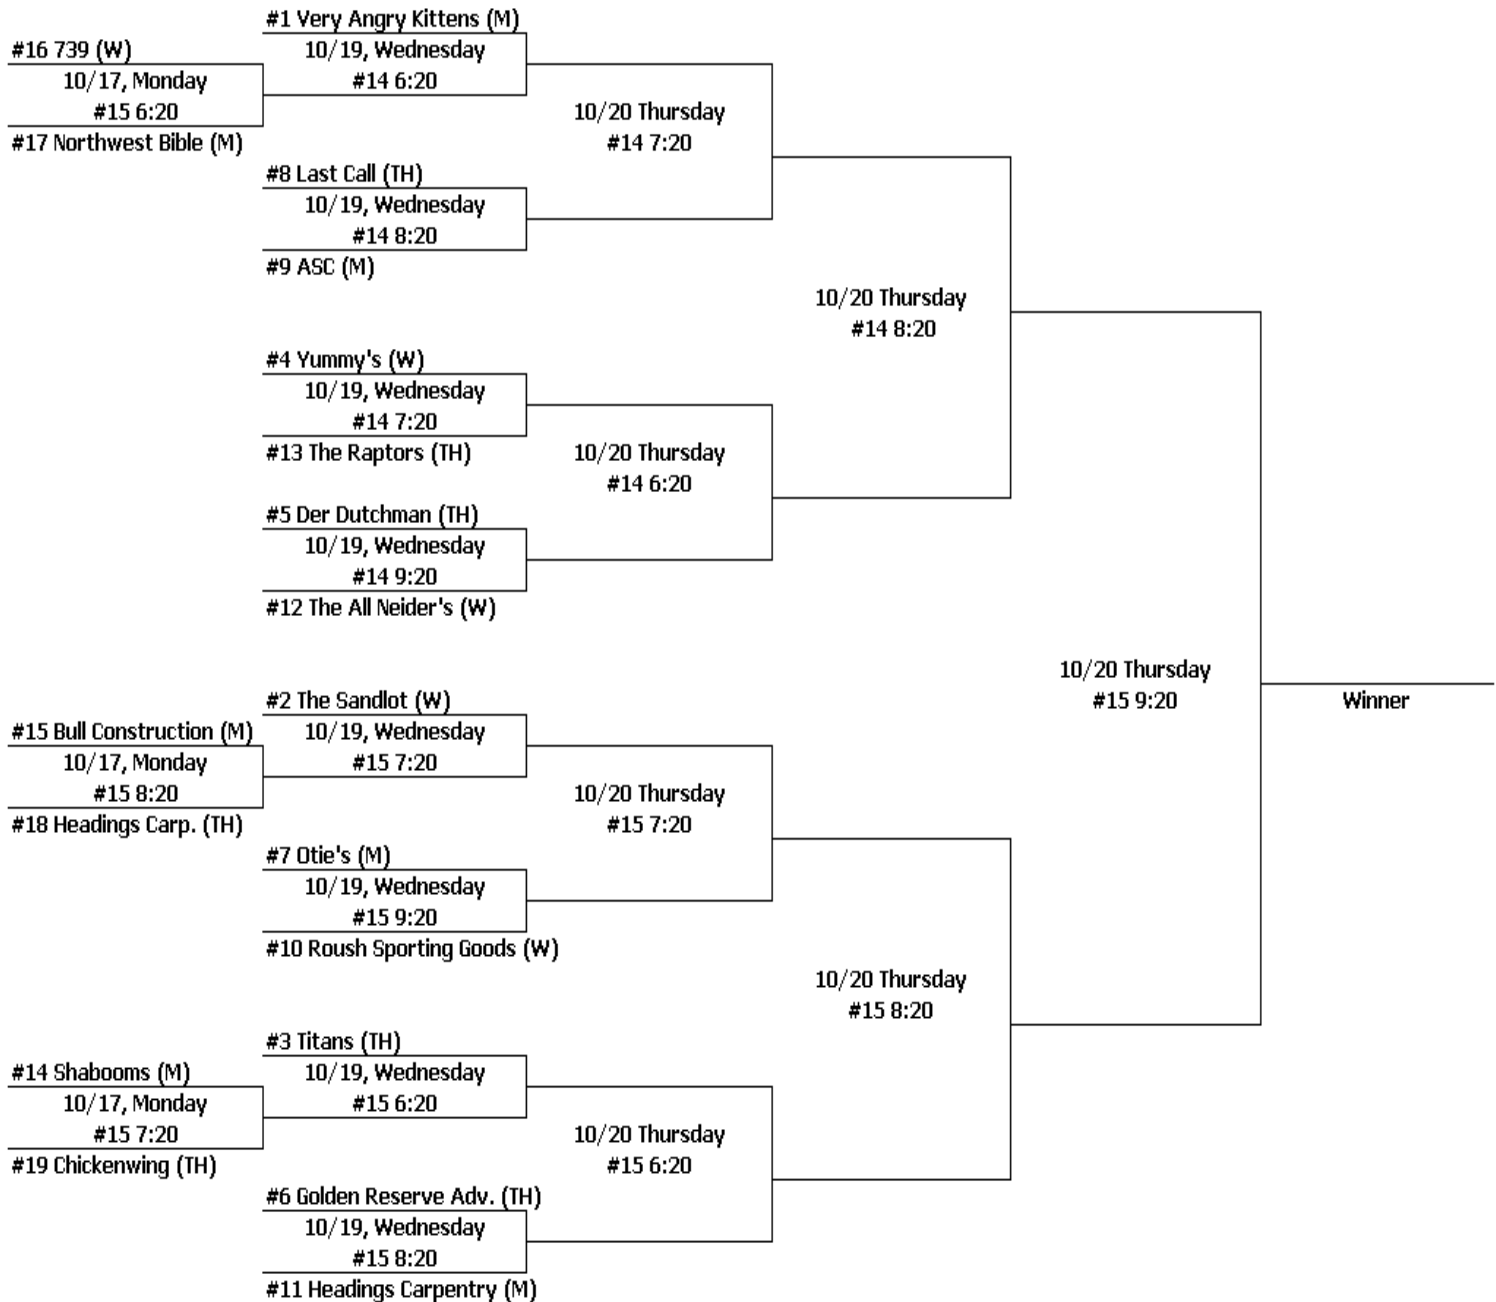 #1 Very Angry Kittens (M)
#16 739 (W)
10/19, Wednesday
#14 6:20
10/17, Monday
#15 6:20
#17 Northwest Bible (M)
10/20 Thursday
#14 7:20
#8 Last Call (TH)
10/19, Wednesday
#14 8:20
#9 ASC (M)
10/20 Thursday
#14 8:20
#4 Yummy's (W)
10/19, Wednesday
#14 7:20
#13 The Raptors (TH)
10/20 Thursday
#14 6:20
#5 Der Dutchman (TH)
10/19, Wednesday
#14 9:20
#12 The All Neider's (W)
10/20 Thursday
#15 9:20
Winner
#2 The Sandlot (W)
#15 Bull Construction (M)
10/19, Wednesday
#15 7:20
10/17, Monday
#15 8:20
#18 Headings Carp. (TH)
10/20 Thursday
#15 7:20
#7 Otie's (M)
10/19, Wednesday
#15 9:20
#10 Roush Sporting Goods (W)
10/20 Thursday
#15 8:20
#3 Titans (TH)
#14 Shabooms (M)
10/19, Wednesday
#15 6:20
10/17, Monday
#15 7:20
#19 Chickenwing (TH)
10/20 Thursday
#15 6:20
#6 Golden Reserve Adv. (TH)
10/19, Wednesday
#15 8:20
#11 Headings Carpentry (M)